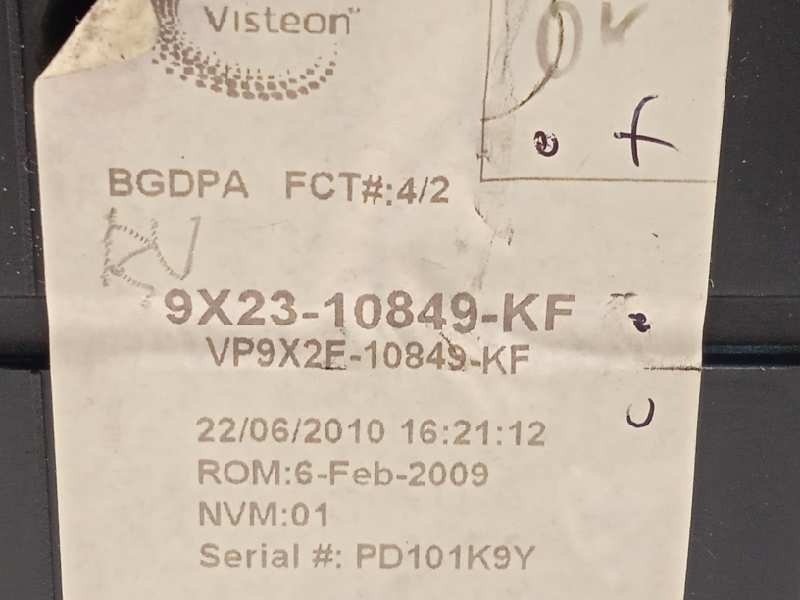 Visteon
OK
BGDPA FCT#:4/2
9X23-10849-KF
VP9X2F-10849-KF
22/06/2010 16:21:12
ROM:6-Feb-2009
NVM:01
Serial #: PD101K9Y